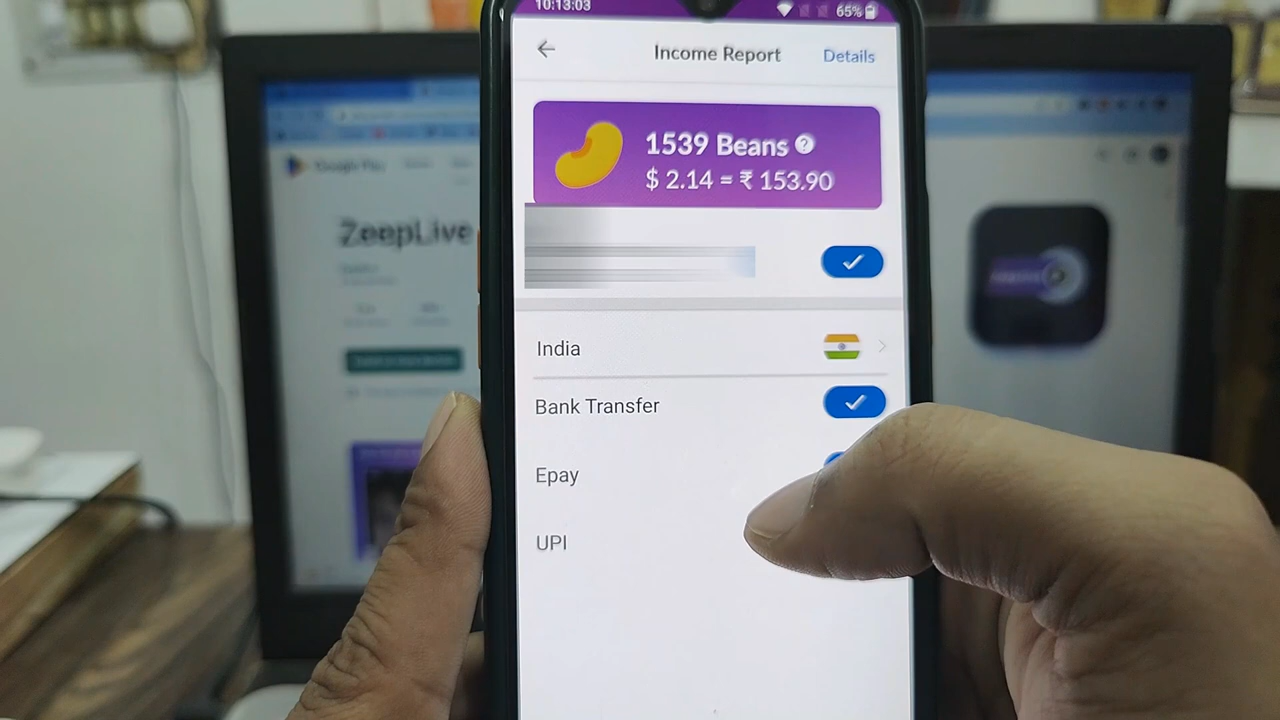 10:13:03
65%
Income Report
Details
1539 Beans ?
$ 2.14 = ₹ 153.90
India
Bank Transfer
Epay
UPI
Google Play
ZeepLive